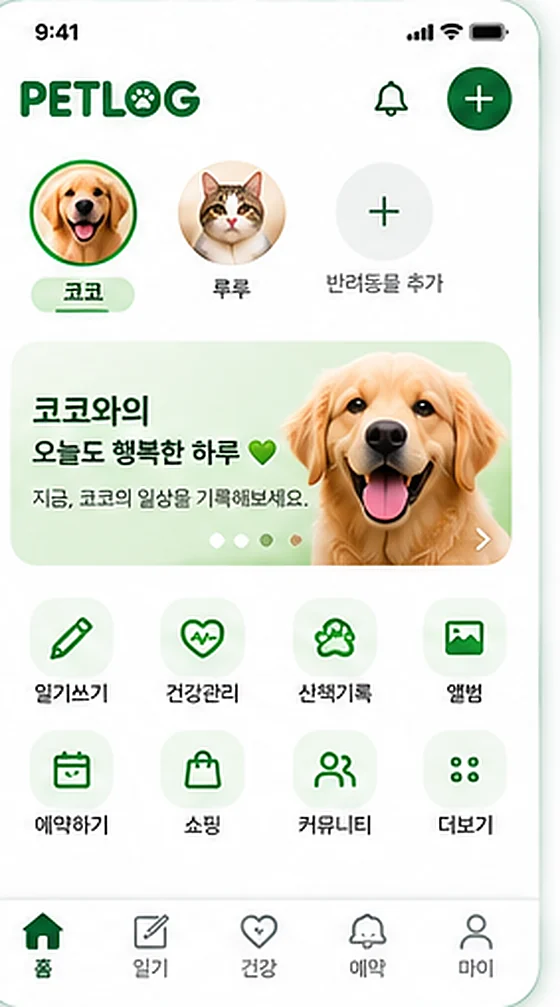 9:41
PETLOG
코코
루루
반려동물 추가
코코와의
오늘도 행복한 하루 💚
지금, 코코의 일상을 기록해보세요.
일기쓰기
건강관리
산책기록
앨범
예약하기
쇼핑
커뮤니티
더보기
홈
일기
건강
예약
마이